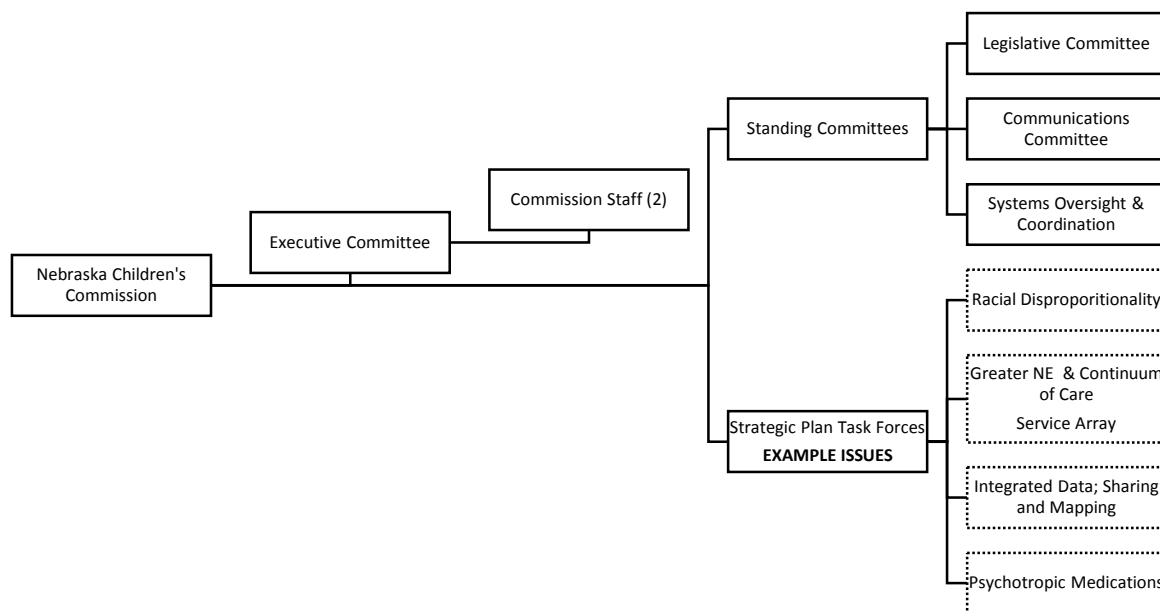 Legislative Committee
Standing Committees
Communications
Committee
Commission Staff (2)
Systems Oversight &
Coordination
Executive Committee
Nebraska Children's
Commission
Racial Disproportitionality
Greater NE & Continuum
of Care
Service Array
Strategic Plan Task Forces
EXAMPLE ISSUES
Integrated Data; Sharing
and Mapping
Psychotropic Medications